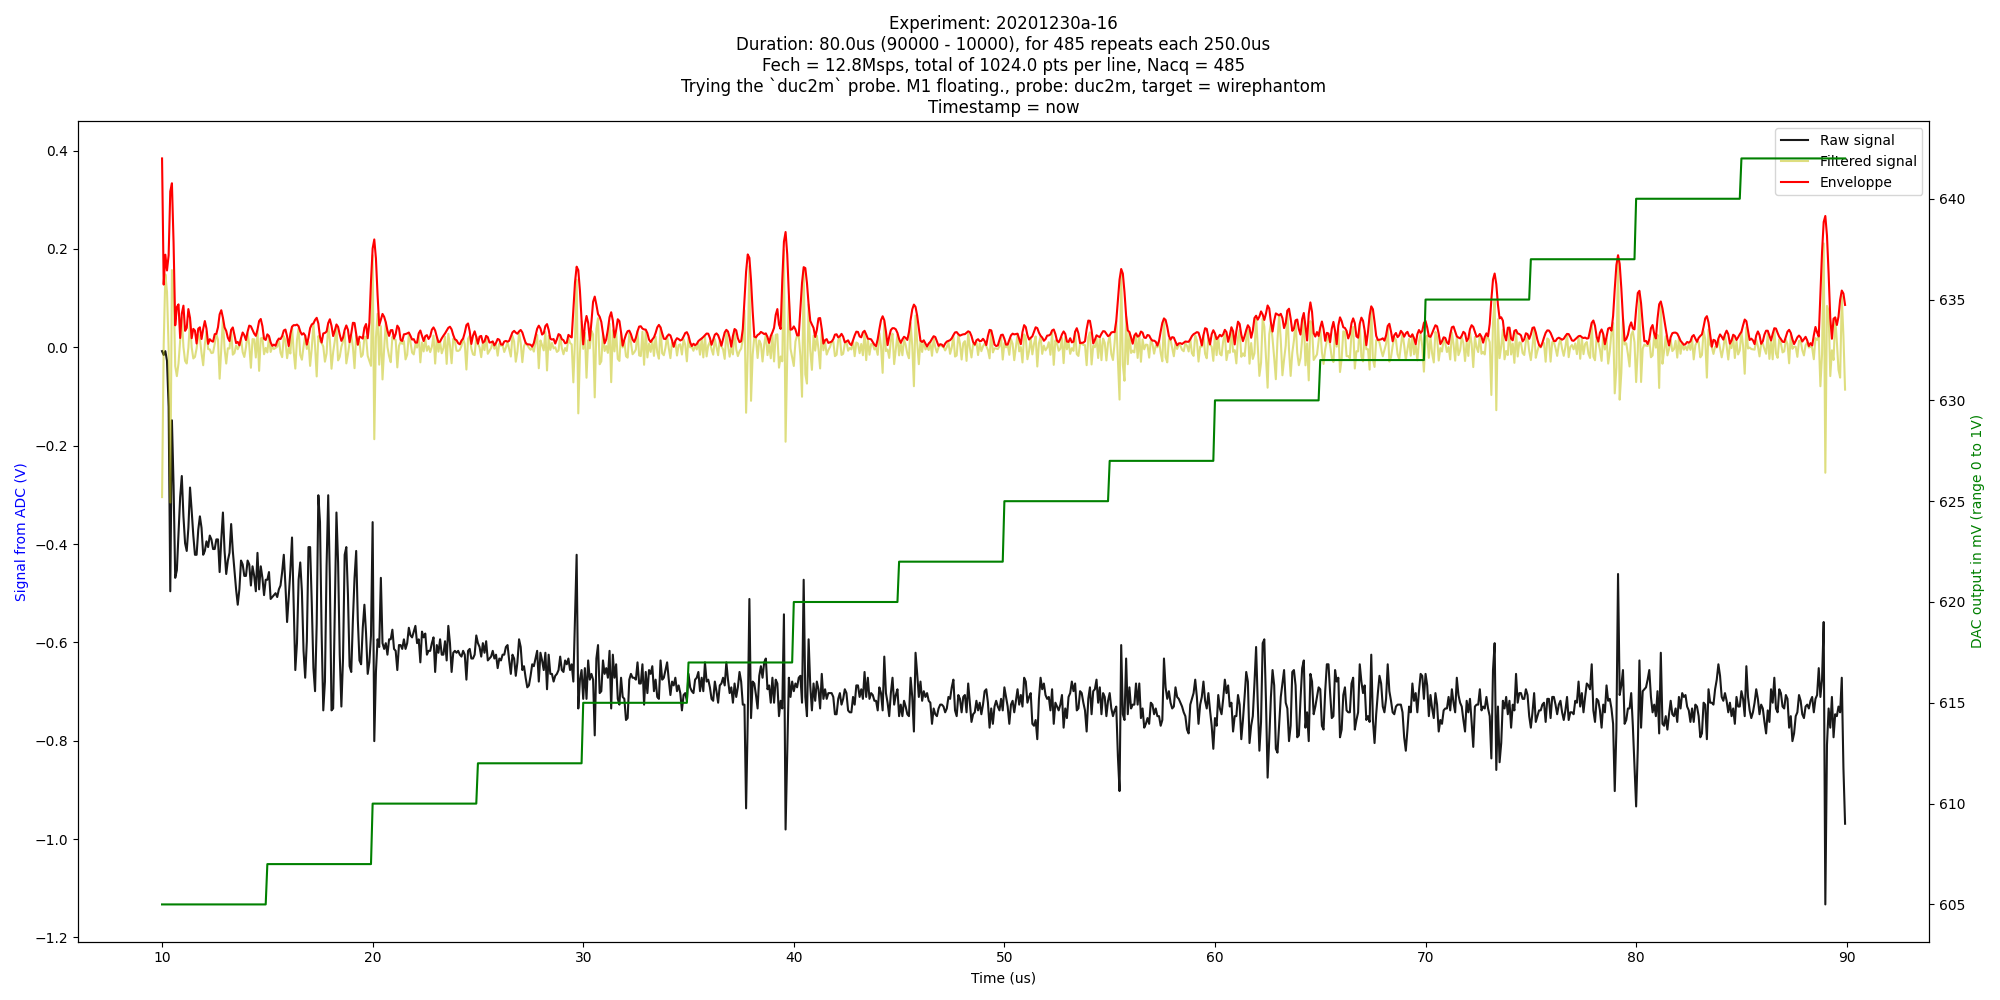 Experiment: 20201230a-16
Duration: 80.0us (90000 - 10000), for 485 repeats each 250.0us
Fech = 12.8Msps, total of 1024.0 pts per line, Nacq = 485
Trying the `duc2m` probe. M1 floating., probe: duc2m, target = wirephantom
Timestamp = now
Raw signal
Filtered signal
Enveloppe
0.4
0.2
0.0
−0.2
−0.4
−0.6
−0.8
−1.0
−1.2
Signal from ADC (V)
640
635
630
625
620
615
610
605
DAC output in mV (range 0 to 1V)
10 20 30 40 50 60 70 80 90
Time (us)